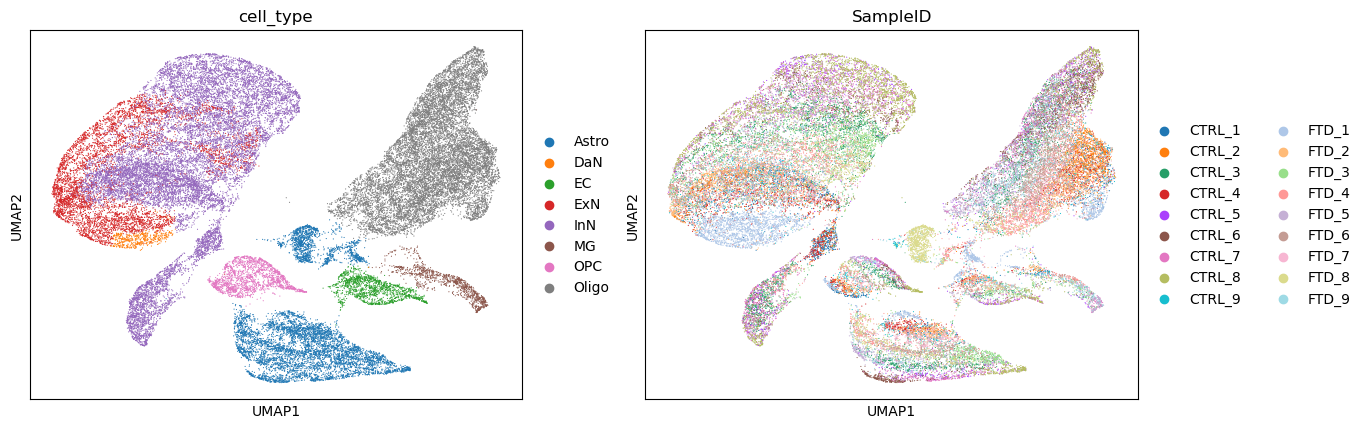 cell_type
UMAP2
UMAP1
Astro
DaN
EC
ExN
InN
MG
OPC
Oligo
SampleID
UMAP2
UMAP1
CTRL_1
CTRL_2
CTRL_3
CTRL_4
CTRL_5
CTRL_6
CTRL_7
CTRL_8
CTRL_9
FTD_1
FTD_2
FTD_3
FTD_4
FTD_5
FTD_6
FTD_7
FTD_8
FTD_9